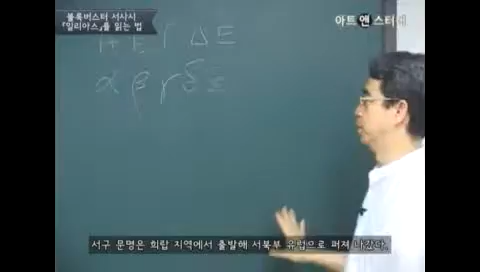 블록버스터 서사시
『일리아스』를 읽는 법
아트앤스터디
Α Β Γ Δ Ε
α β γ δ ε
서구 문명은 희랍 지역에서 출발해 서북부 유럽으로 퍼져 나갔다.